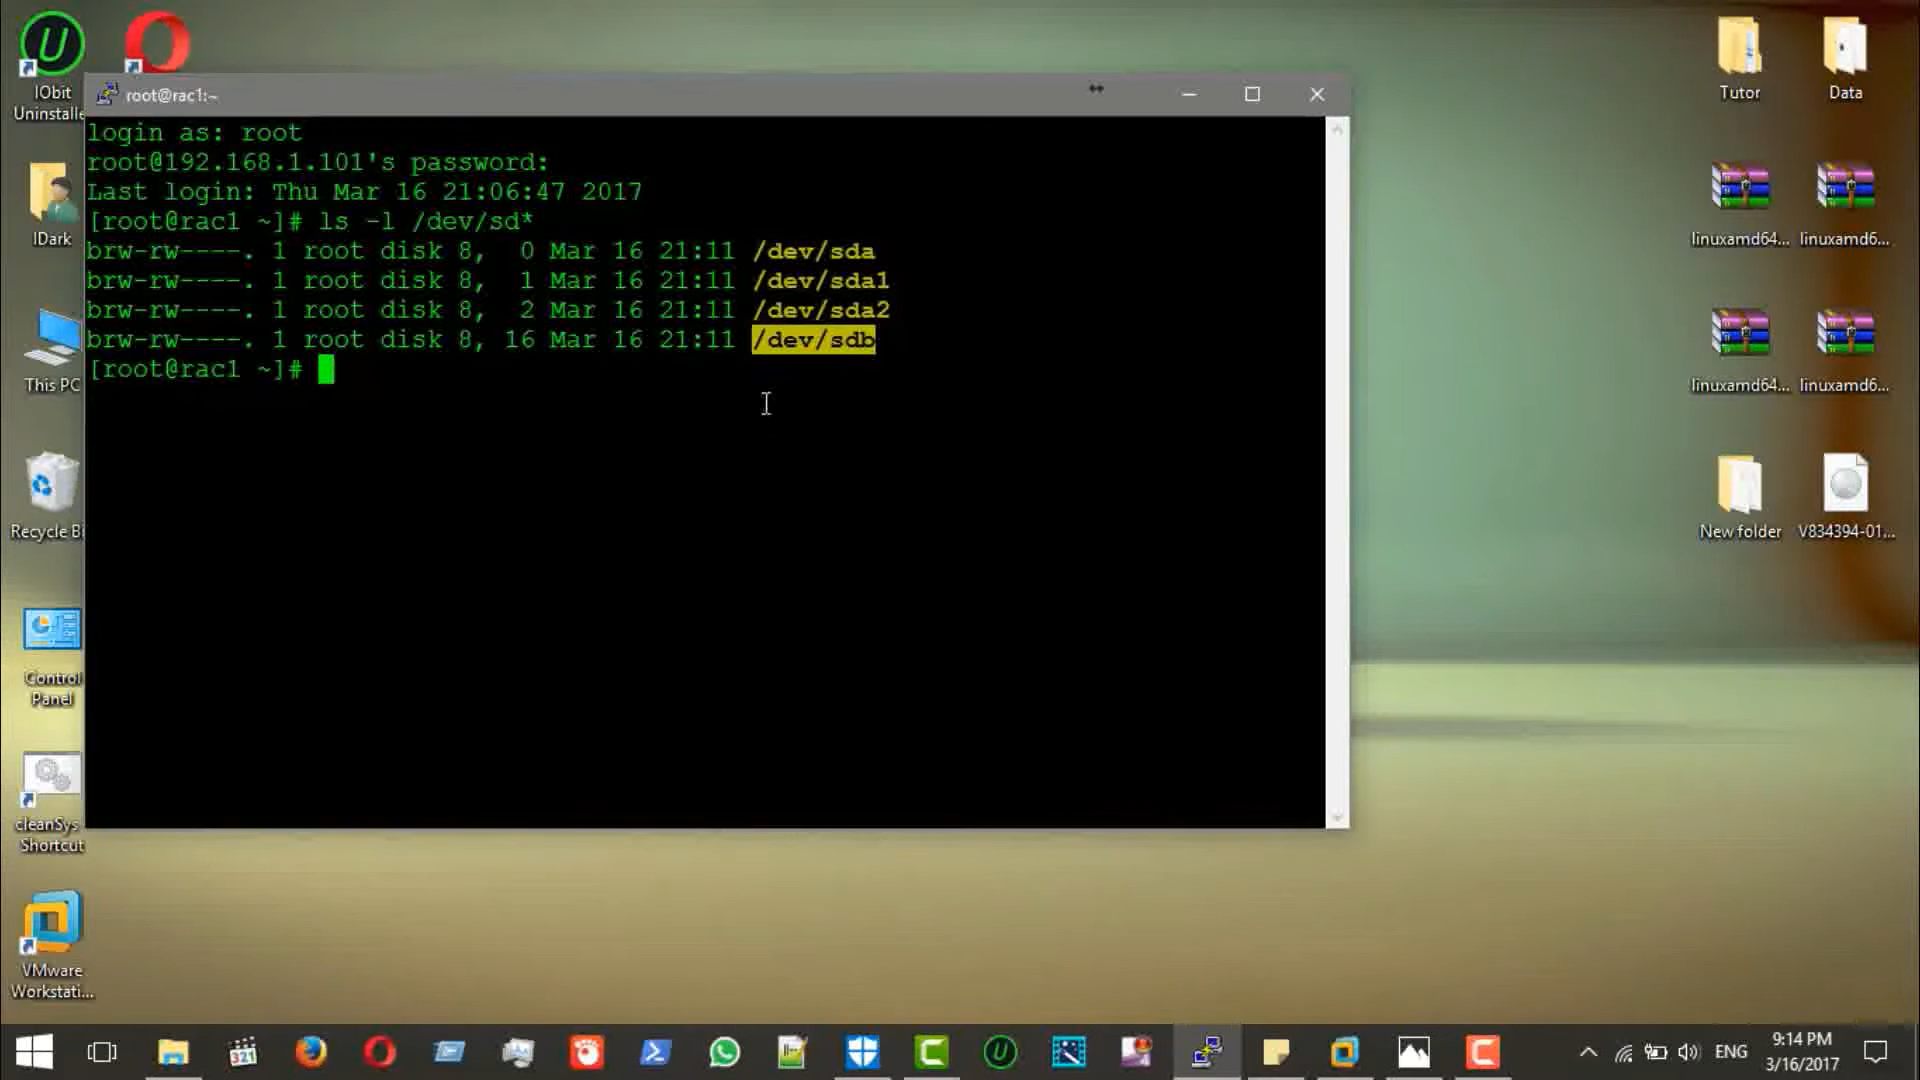 IObit
Uninstalle
root@rac1:~
login as: root
root@192.168.1.101's password:
Last login: Thu Mar 16 21:06:47 2017
[root@rac1 ~]# ls -l /dev/sd*
brw-rw----. 1 root disk 8,  0 Mar 16 21:11 /dev/sda
brw-rw----. 1 root disk 8,  1 Mar 16 21:11 /dev/sda1
brw-rw----. 1 root disk 8,  2 Mar 16 21:11 /dev/sda2
brw-rw----. 1 root disk 8, 16 Mar 16 21:11 /dev/sdb
[root@rac1 ~]#
IDark
This PC
Recycle Bi
Control
Panel
cleanSys
Shortcut
VMware
Workstati...
Tutor
Data
linuxamd64...
linuxamd6...
linuxamd64...
linuxamd6...
New folder
V834394-01...
321
ENG
9:14 PM
3/16/2017